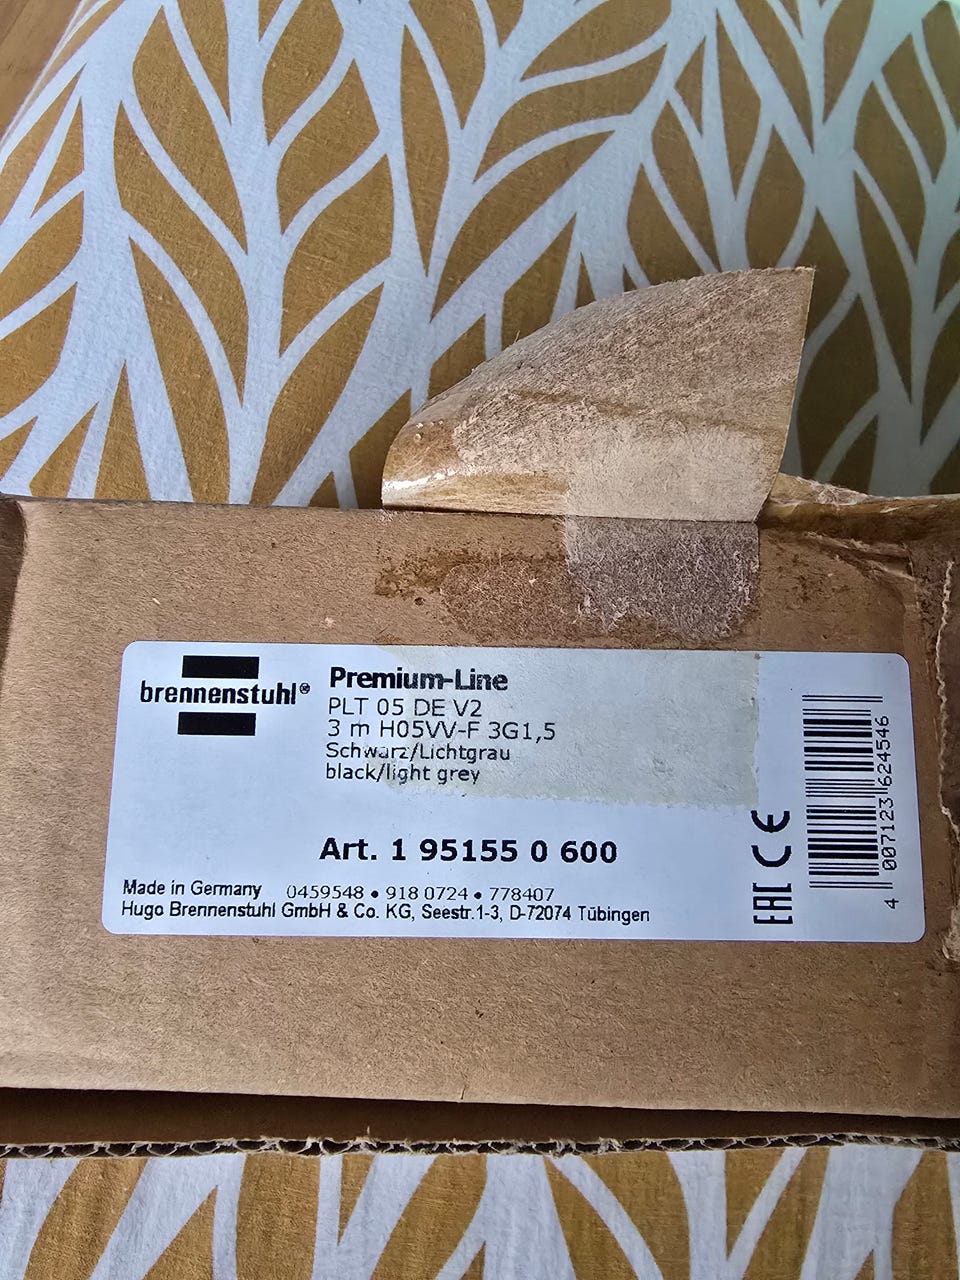 brennenstuhl®
Premium-Line
PLT 05 DE V2
3 m H05VV-F 3G1,5
Schwarz/Lichtgrau
black/light grey
Art. 1 95155 0 600
Made in Germany 0459548 • 918 0724 • 778407
Hugo Brennenstuhl GmbH & Co. KG, Seestr.1-3, D-72074 Tübingen
EAC CE
4 007123 624546